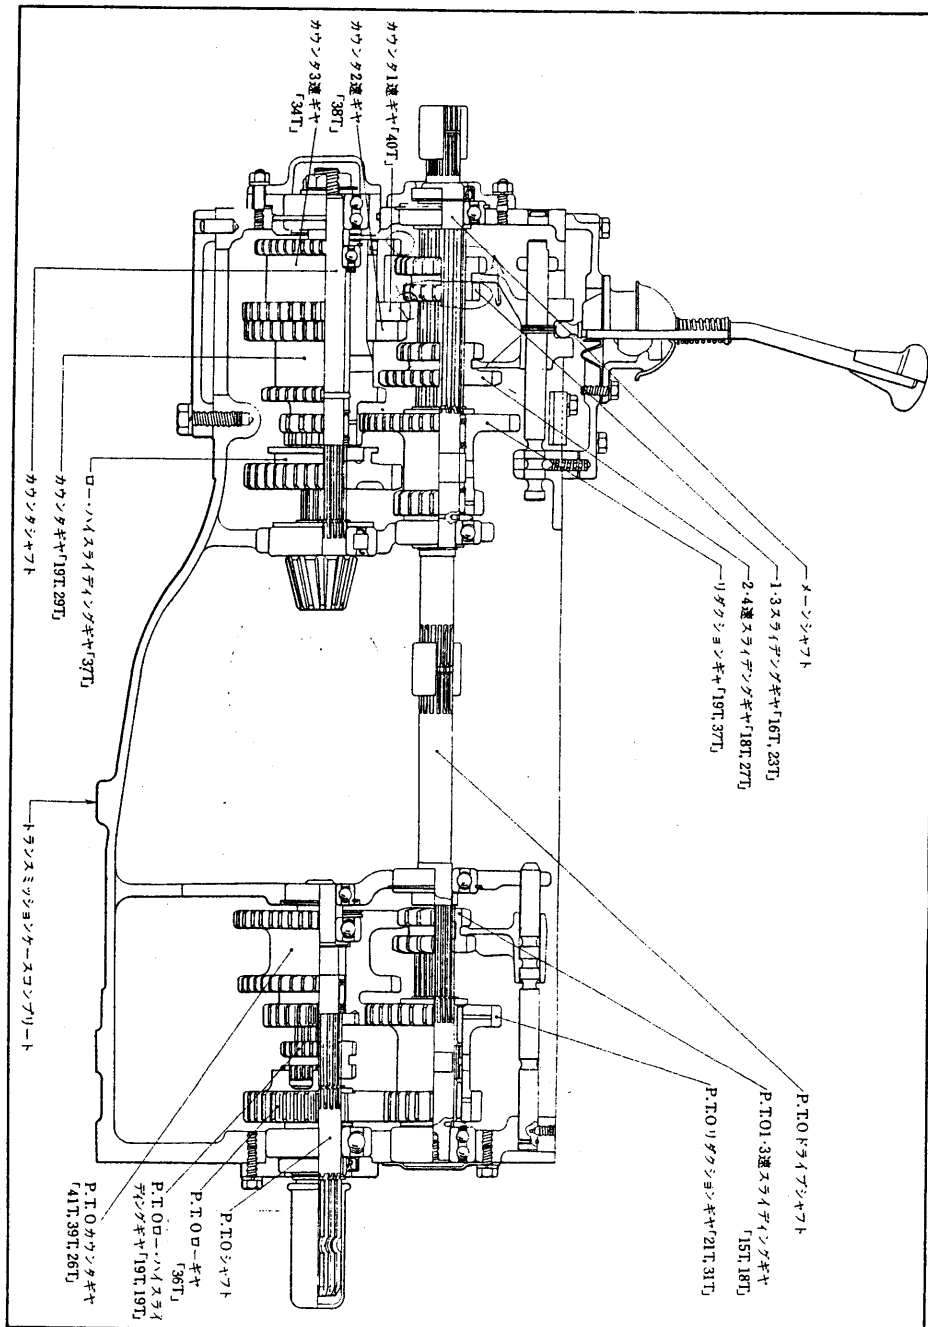 カウンタ1速ギヤ「40T」
カウンタ2速ギヤ
「38T」
カウンタ3速ギヤ
「34T」
メーンシャフト
1・3スライデングギヤ「16T, 23T」
2・4速スライデングギヤ「18T, 27T」
リダクションギヤ「19T, 37T」
ロー・ハイスライディングギヤ「37T」
カウンタギヤ「19T, 29T」
カウンタシャフト
トランスミッションケースコンプリート
P.T.Oドライブシャフト
P.T.O1・3速スライディングギヤ
「15T, 18T」
P.T.Oリダクションギヤ「21T, 31T」
P.T.Oシャフト
P.T.Oローギヤ
「36T」
P.T.Oロー・ハイスライ
ディングギヤ「19T, 19T」
P.T.Oカウンタギヤ
「41T, 39T, 26T」